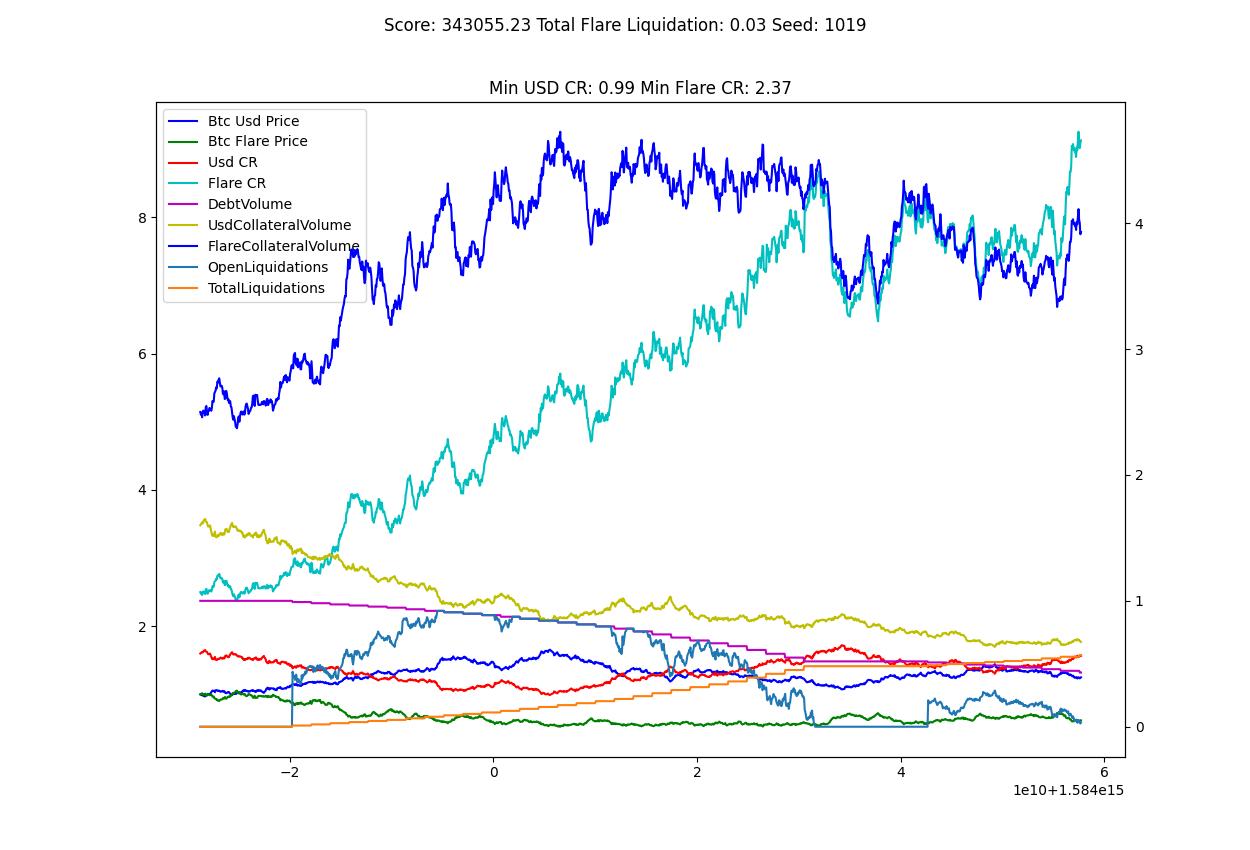 Score: 343055.23 Total Flare Liquidation: 0.03 Seed: 1019
Min USD CR: 0.99 Min Flare CR: 2.37
Btc Usd Price
Btc Flare Price
Usd CR
Flare CR
DebtVolume
UsdCollateralVolume
FlareCollateralVolume
OpenLiquidations
TotalLiquidations
8
6
4
2
4
3
2
1
0
−2
0
2
4
6
1e10+1.584e15